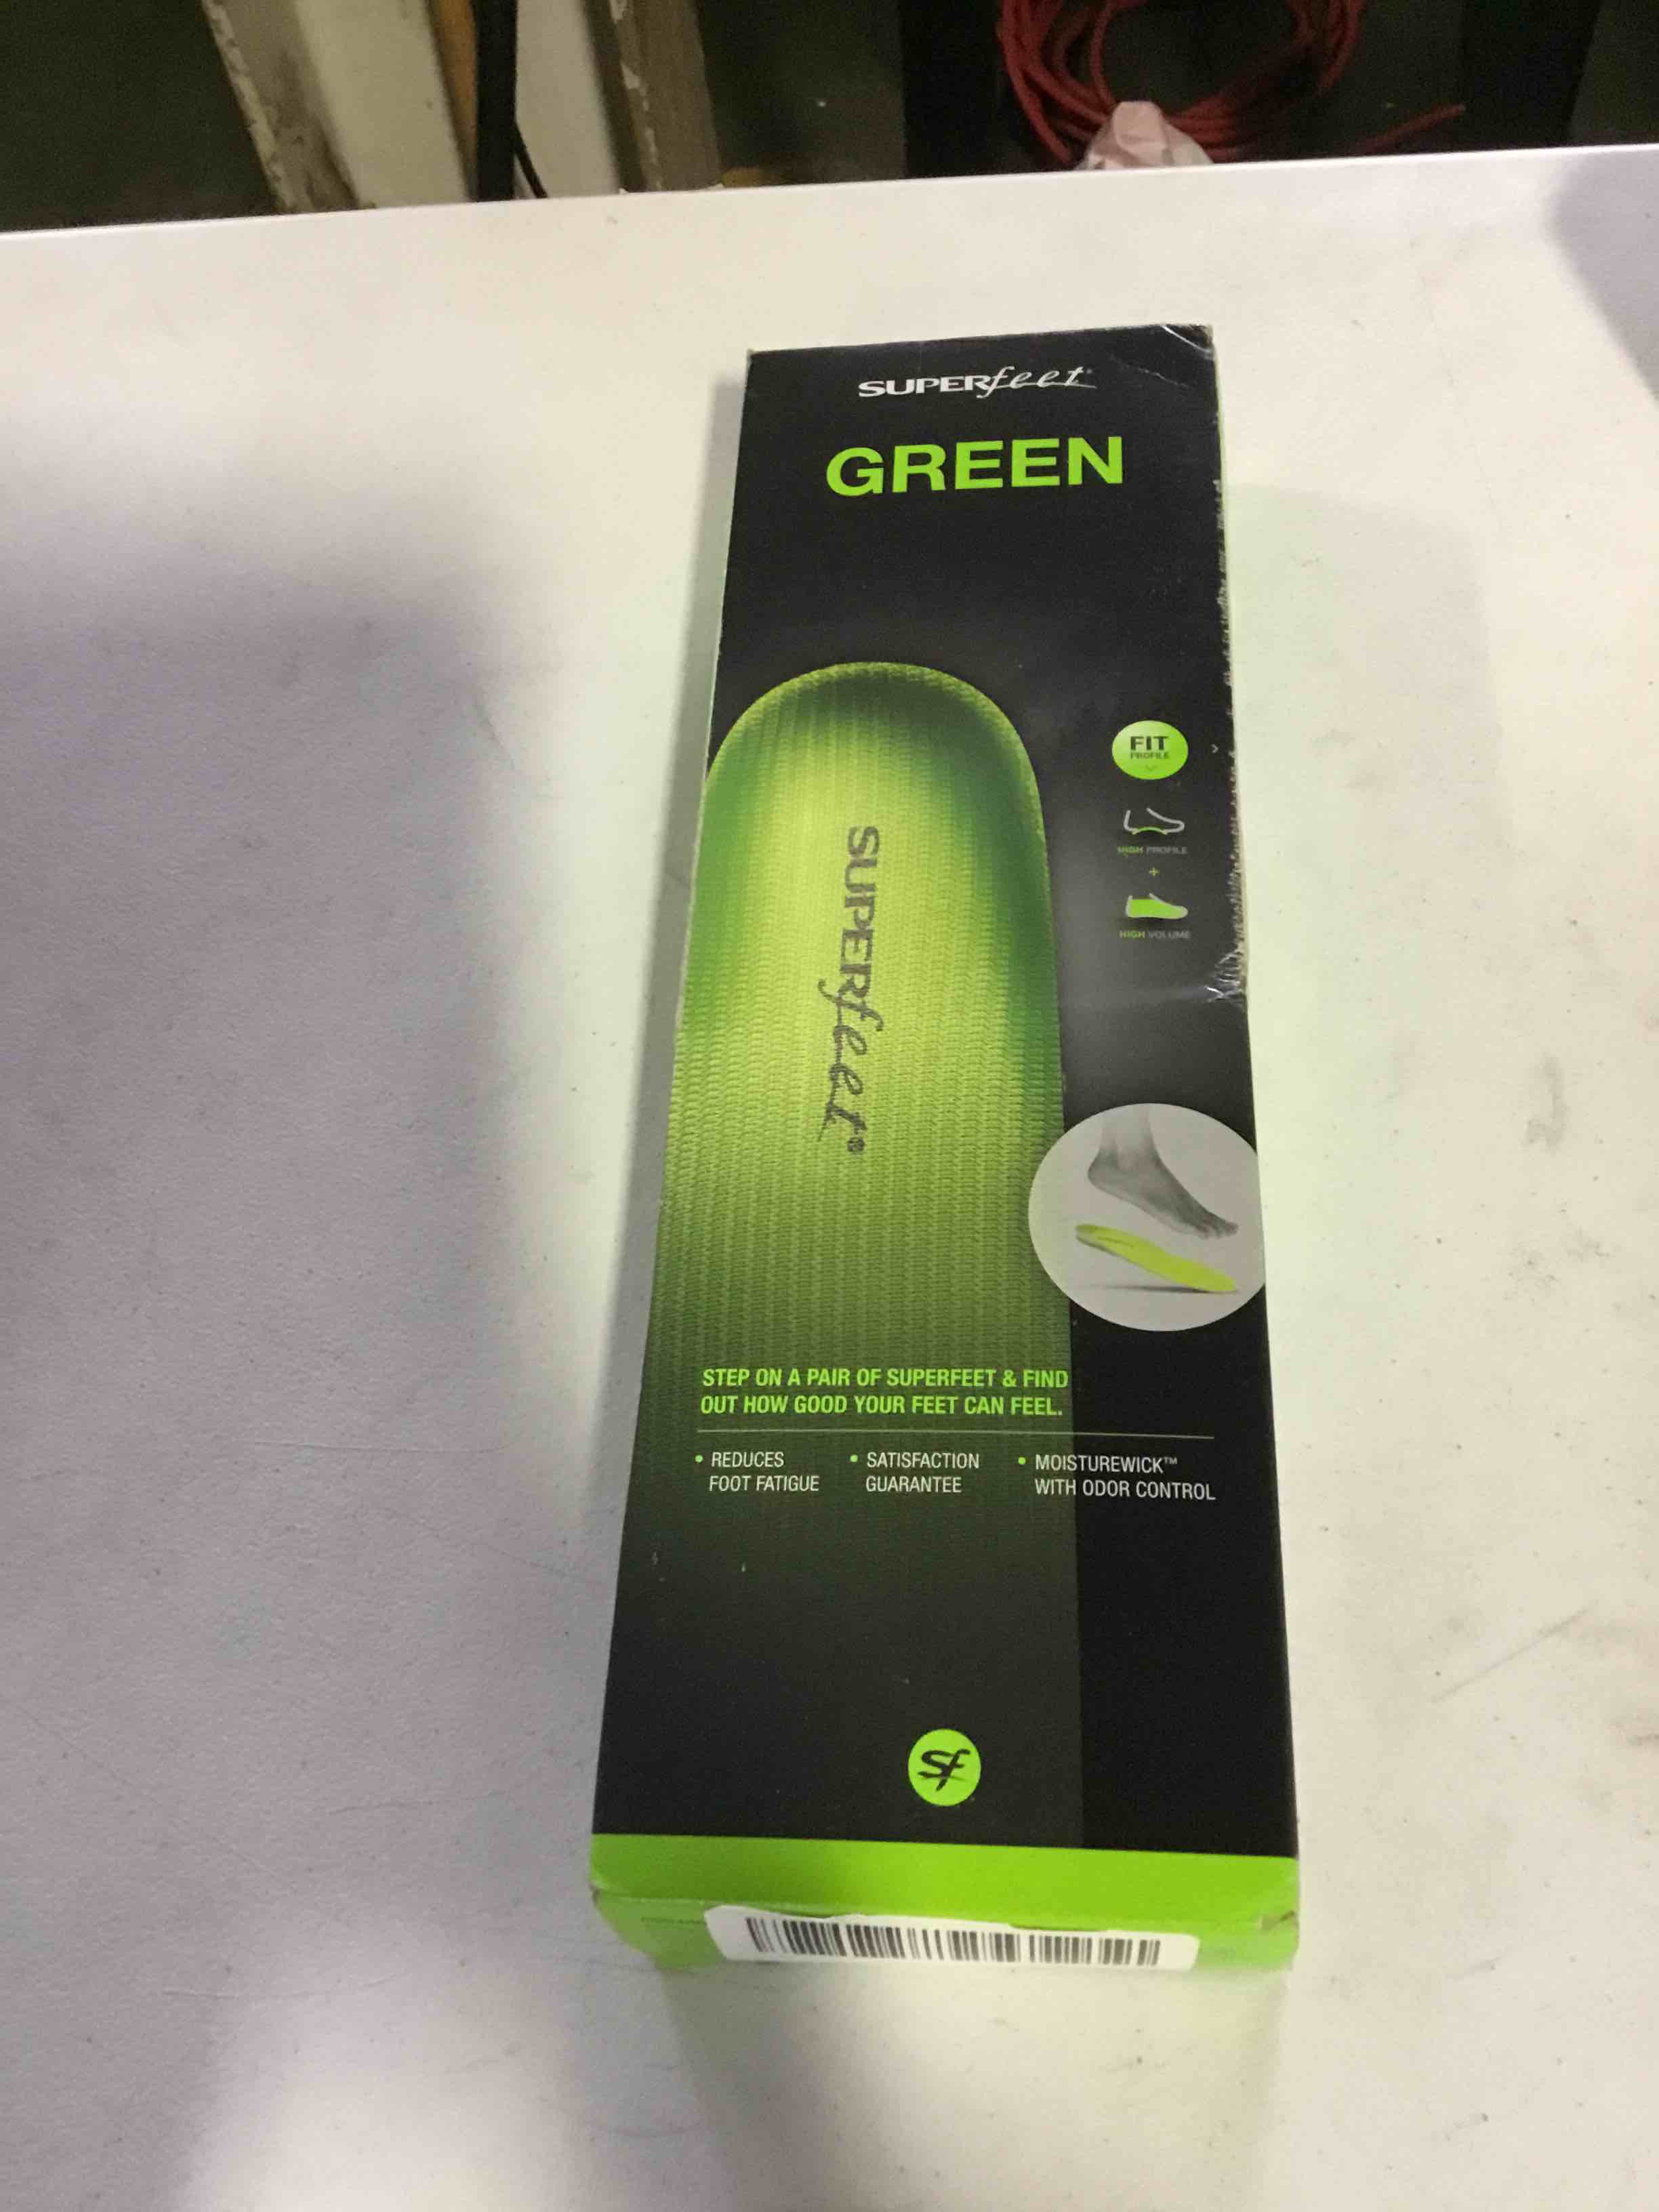 SUPERfeet®
GREEN
FIT
PROFILE
HIGH PROFILE
+
HIGH VOLUME
SUPERfeet®
STEP ON A PAIR OF SUPERFEET & FIND
OUT HOW GOOD YOUR FEET CAN FEEL.
• REDUCES
FOOT FATIGUE
• SATISFACTION
GUARANTEE
• MOISTUREWICK™
WITH ODOR CONTROL
Sf